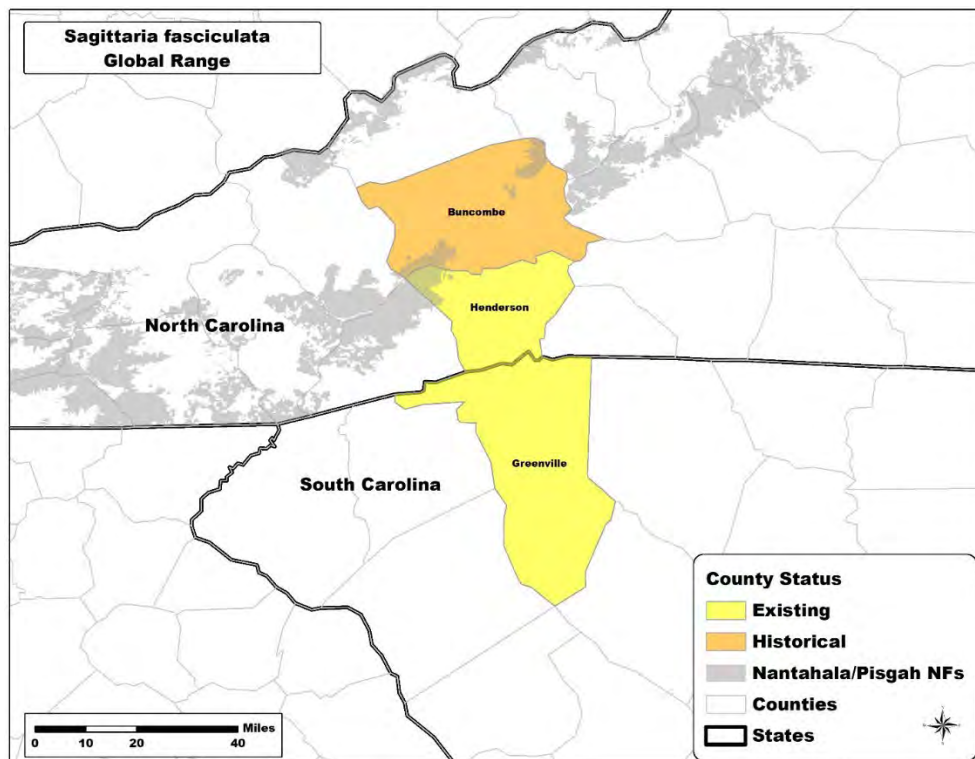 Sagittaria fasciculata
Global Range
Buncombe
Henderson
North Carolina
Greenville
South Carolina
County Status
Existing
Historical
Nantahala/Pisgah NFs
Counties
States
Miles
0 10 20 40